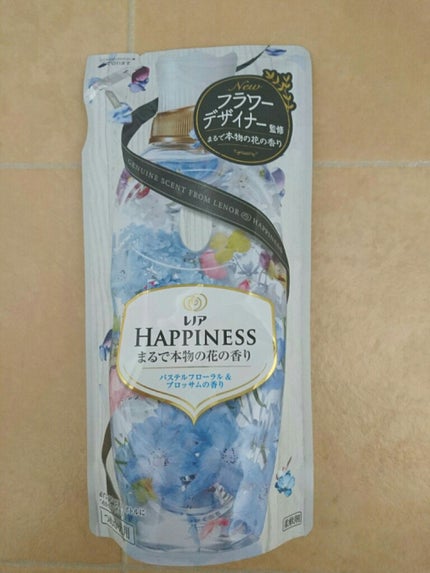 New
フラワー
デザイナー監修
まるで本物の花の香り
GENUINE SCENT FROM LENOR HAPPINESS
レノア
HAPPINESS
まるで本物の花の香り
パステルフローラル&
ブロッサムの香り
柔軟剤